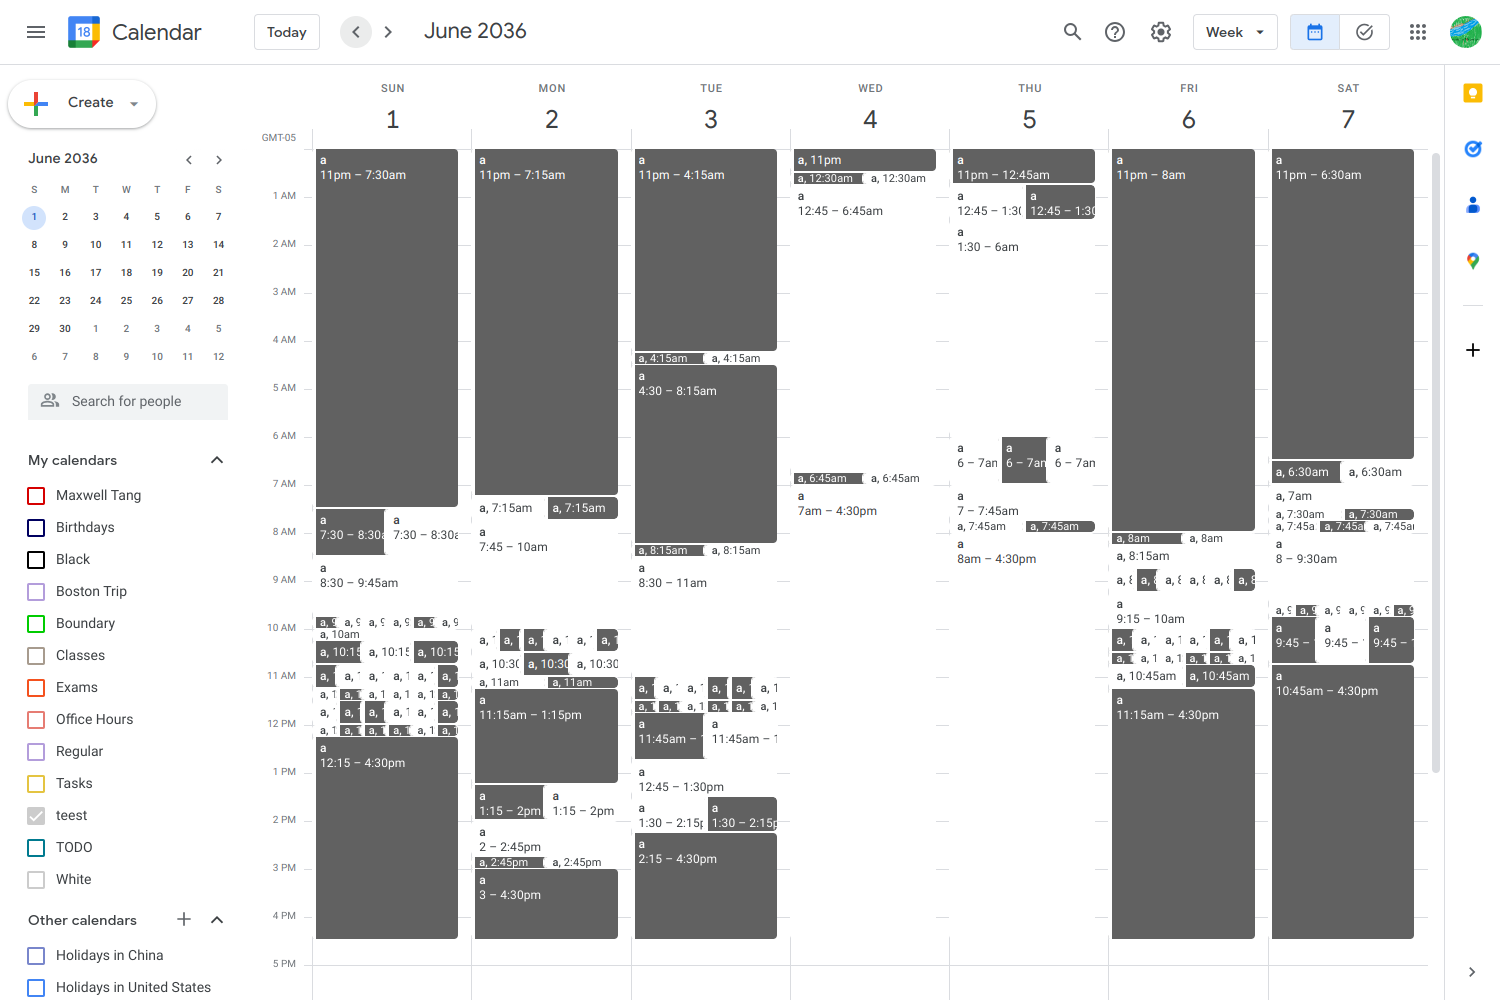 18
Calendar
Today
June 2036
Week
Create
June 2036
S M T W T F S
1 2 3 4 5 6 7
8 9 10 11 12 13 14
15 16 17 18 19 20 21
22 23 24 25 26 27 28
29 30 1 2 3 4 5
6 7 8 9 10 11 12
Search for people
My calendars
Maxwell Tang
Birthdays
Black
Boston Trip
Boundary
Classes
Exams
Office Hours
Regular
Tasks
teest
TODO
White
Other calendars
Holidays in China
Holidays in United States
GMT-05
1 AM
2 AM
3 AM
4 AM
5 AM
6 AM
7 AM
8 AM
9 AM
10 AM
11 AM
12 PM
1 PM
2 PM
3 PM
4 PM
5 PM
SUN
1
a
11pm – 7:30am
a
7:30 – 8:30a
a
7:30 – 8:30a
a
8:30 – 9:45am
a, 10am
a, 10:15
a, 10:15
a, 10:15
a
12:15 – 4:30pm
MON
2
a
11pm – 7:15am
a, 7:15am
a, 7:15am
a
7:45 – 10am
a, 10:30
a, 10:30
a, 10:30
a, 11am
a, 11am
a
11:15am – 1:15pm
a
1:15 – 2pm
a
1:15 – 2pm
a
2 – 2:45pm
a, 2:45pm
a, 2:45pm
a
3 – 4:30pm
TUE
3
a
11pm – 4:15am
a, 4:15am
a, 4:15am
a
4:30 – 8:15am
a, 8:15am
a, 8:15am
a
8:30 – 11am
a
11:45am –
a
11:45am –
a
12:45 – 1:30pm
a
1:30 – 2:15p
a
1:30 – 2:15p
a
2:15 – 4:30pm
WED
4
a, 11pm
a, 12:30am
a, 12:30am
a
12:45 – 6:45am
a, 6:45am
a, 6:45am
a
7am – 4:30pm
THU
5
a
11pm – 12:45am
a
12:45 – 1:30
a
12:45 – 1:30
a
1:30 – 6am
a
6 – 7am
a
6 – 7am
a
6 – 7am
a
7 – 7:45am
a, 7:45am
a, 7:45am
a
8am – 4:30pm
FRI
6
a
11pm – 8am
a, 8am
a, 8am
a, 8:15am
a
9:15 – 10am
a, 10:45am
a, 10:45am
a
11:15am – 4:30pm
SAT
7
a
11pm – 6:30am
a, 6:30am
a, 6:30am
a, 7am
a, 7:30am
a, 7:30am
a, 7:45a
a, 7:45a
a, 7:45a
a
8 – 9:30am
a
9:45 –
a
9:45 –
a
9:45 –
a
10:45am – 4:30pm